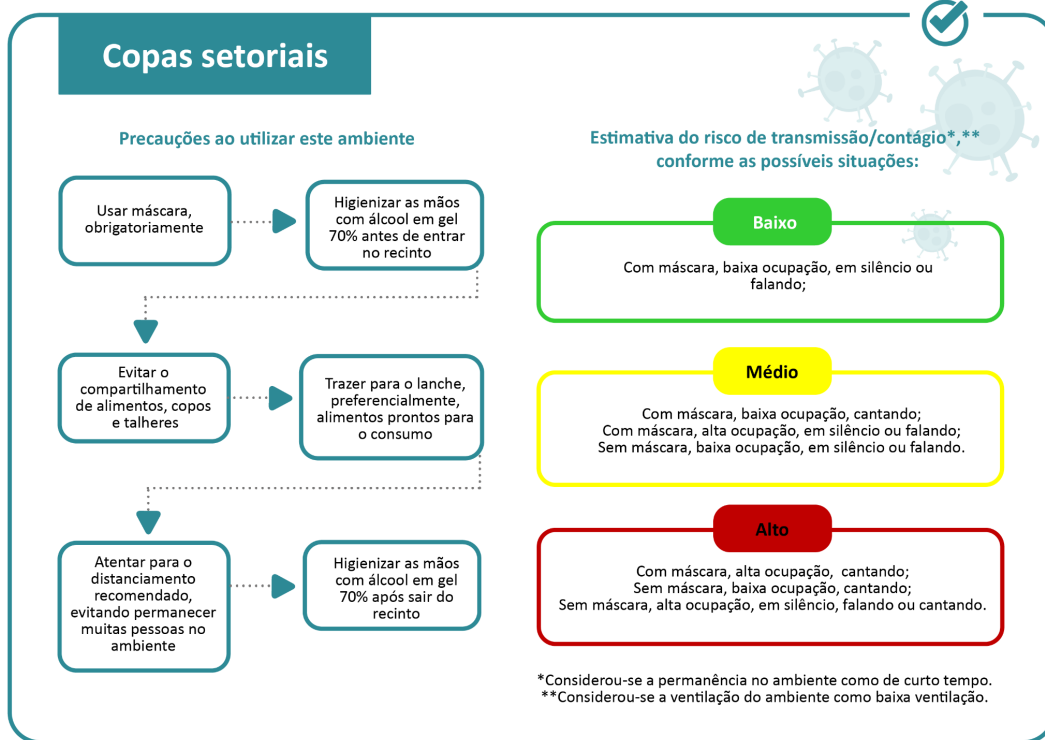 Copas setoriais
Precauções ao utilizar este ambiente
Usar máscara,
obrigatoriamente
Higienizar as mãos
com álcool em gel
70% antes de entrar
no recinto
Evitar o
compartilhamento
de alimentos, copos
e talheres
Trazer para o lanche,
preferencialmente,
alimentos prontos para
o consumo
Atentar para o
distanciamento
recomendado,
evitando permanecer
muitas pessoas no
ambiente
Higienizar as mãos
com álcool em gel
70% após sair do
recinto
Estimativa do risco de transmissão/contágio*,**
conforme as possíveis situações:
Baixo
Com máscara, baixa ocupação, em silêncio ou
falando;
Médio
Com máscara, baixa ocupação, cantando;
Com máscara, alta ocupação, em silêncio ou falando;
Sem máscara, baixa ocupação, em silêncio ou falando.
Alto
Com máscara, alta ocupação, cantando;
Sem máscara, baixa ocupação, cantando;
Sem máscara, alta ocupação, em silêncio, falando ou cantando.
*Considerou-se a permanência no ambiente como de curto tempo.
**Considerou-se a ventilação do ambiente como baixa ventilação.